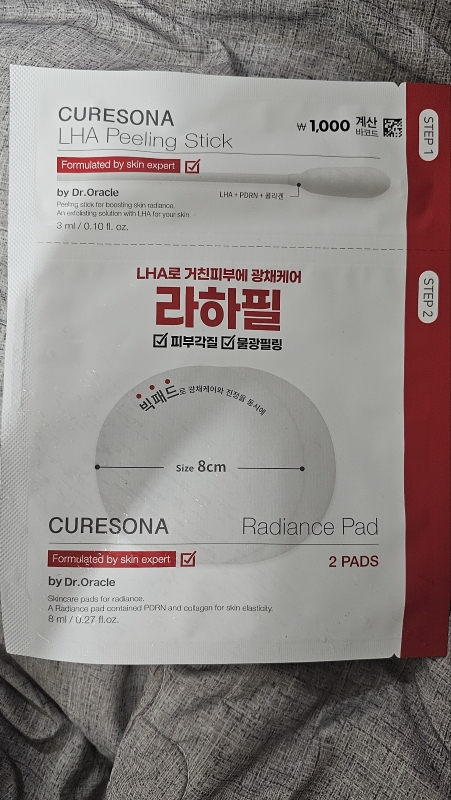 CURESONA
LHA Peeling Stick
₩ 1,000 계산
바코드
STEP 1
Formulated by skin expert
LHA + PDRN + 콜라겐
by Dr.Oracle
Peeling stick for boosting skin radiance.
An exfoliating solution with LHA for your skin.
3 ml / 0.10 fl. oz.
STEP 2
LHA로 거친피부에 광채케어
라하필
피부각질 물광필링
빅패드로 광채케어와 진정을 동시에
Size 8cm
CURESONA
Radiance Pad
Formulated by skin expert
2 PADS
by Dr.Oracle
Skincare pads for radiance.
A Radiance pad contained PDRN and collagen for skin elasticity.
8 ml / 0.27 fl.oz.